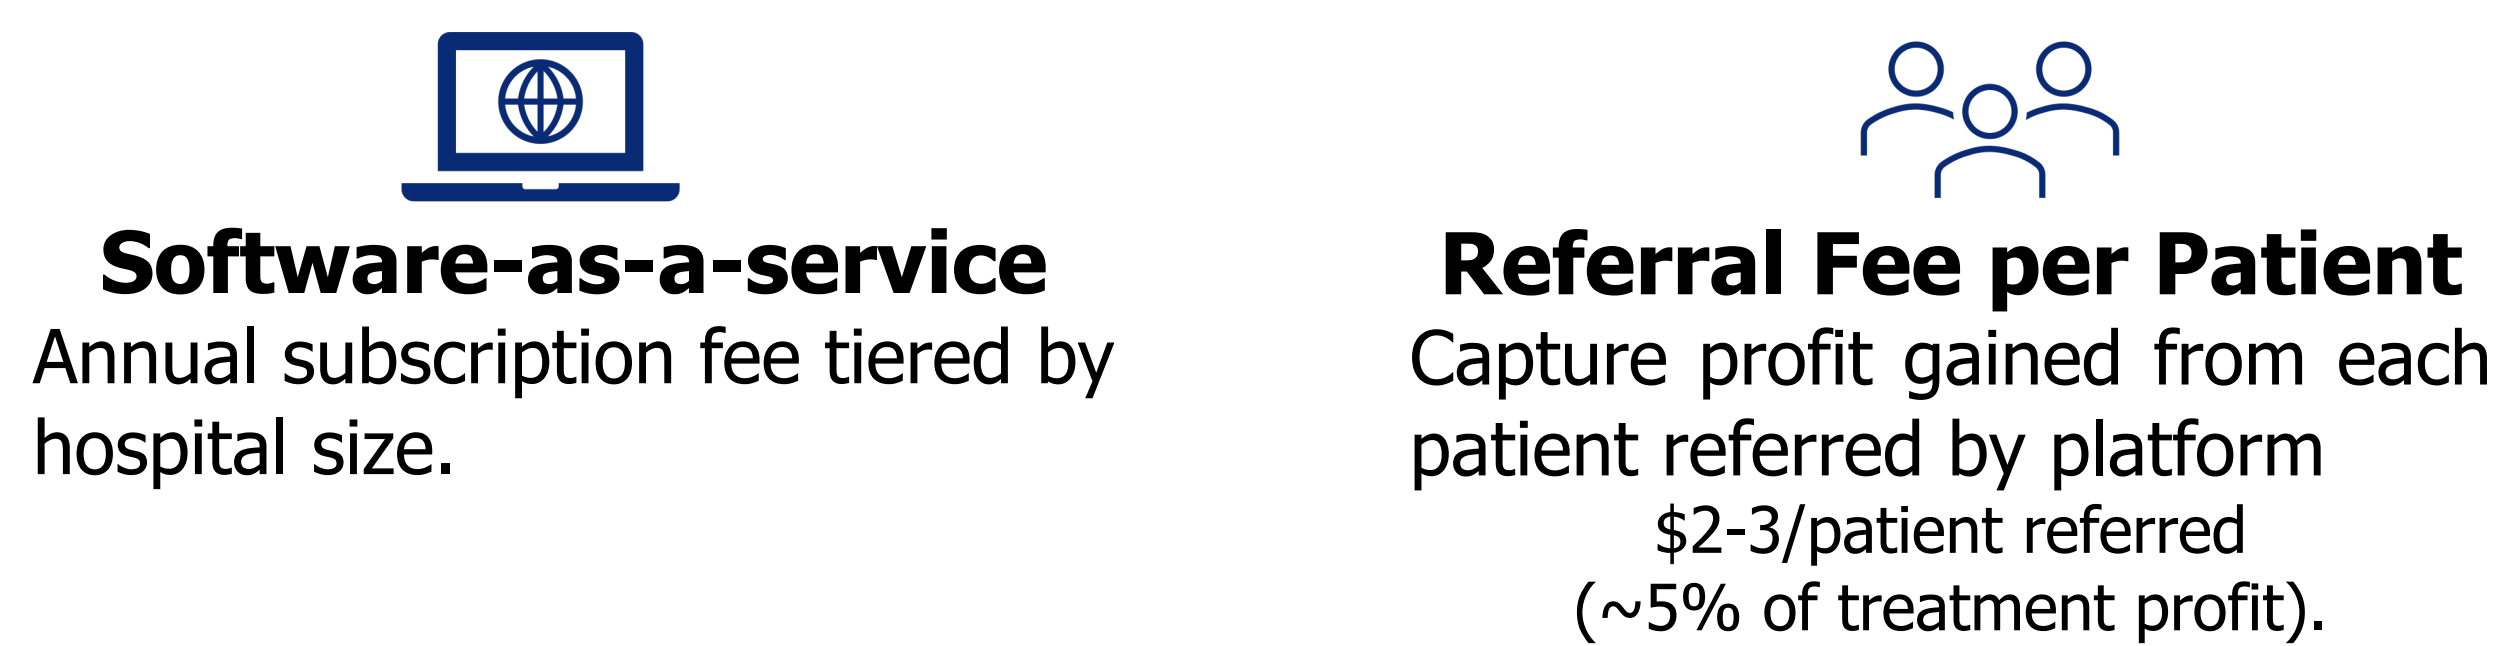 Software-as-a-service
Annual subscription fee tiered by
hospital size.
Referral Fee per Patient
Capture profit gained from each
patient referred by platform
$2-3/patient referred
(~5% of treatment profit).